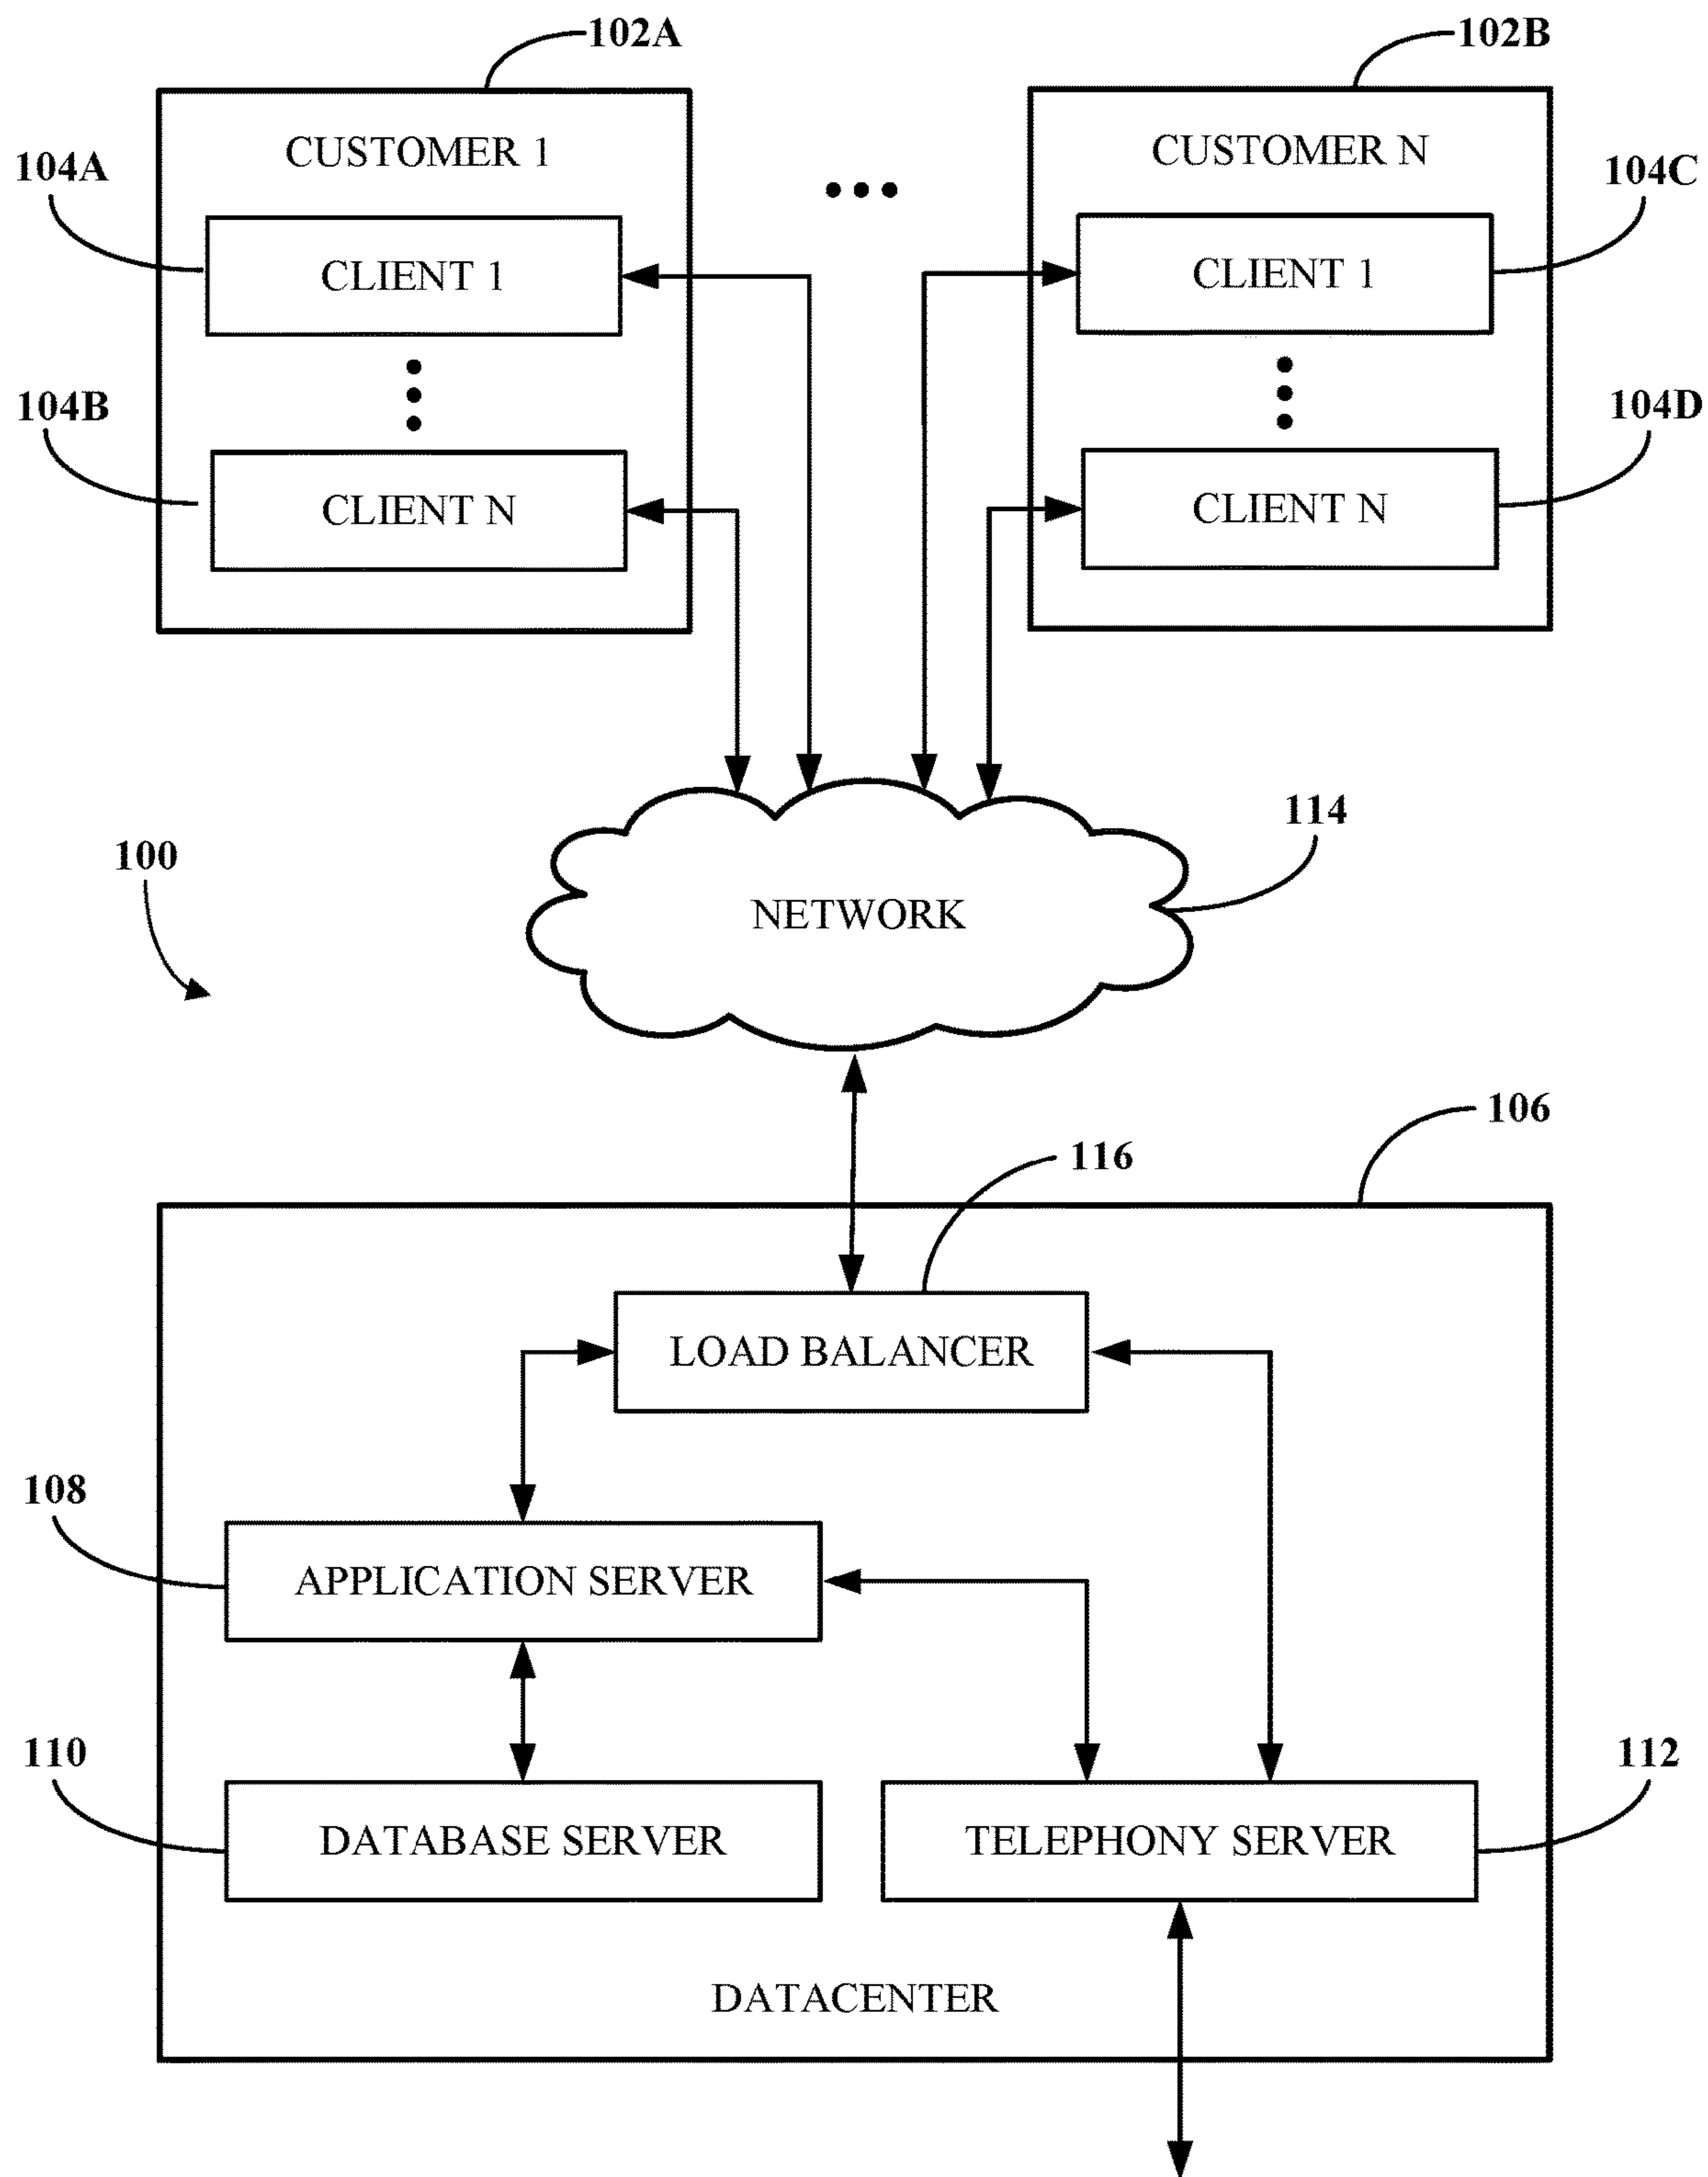 102A
102B
CUSTOMER 1
CUSTOMER N
104A
104C
CLIENT 1
CLIENT 1
104B
104D
CLIENT N
CLIENT N
114
100
NETWORK
106
116
LOAD BALANCER
108
APPLICATION SERVER
110
112
DATABASE SERVER
TELEPHONY SERVER
DATACENTER